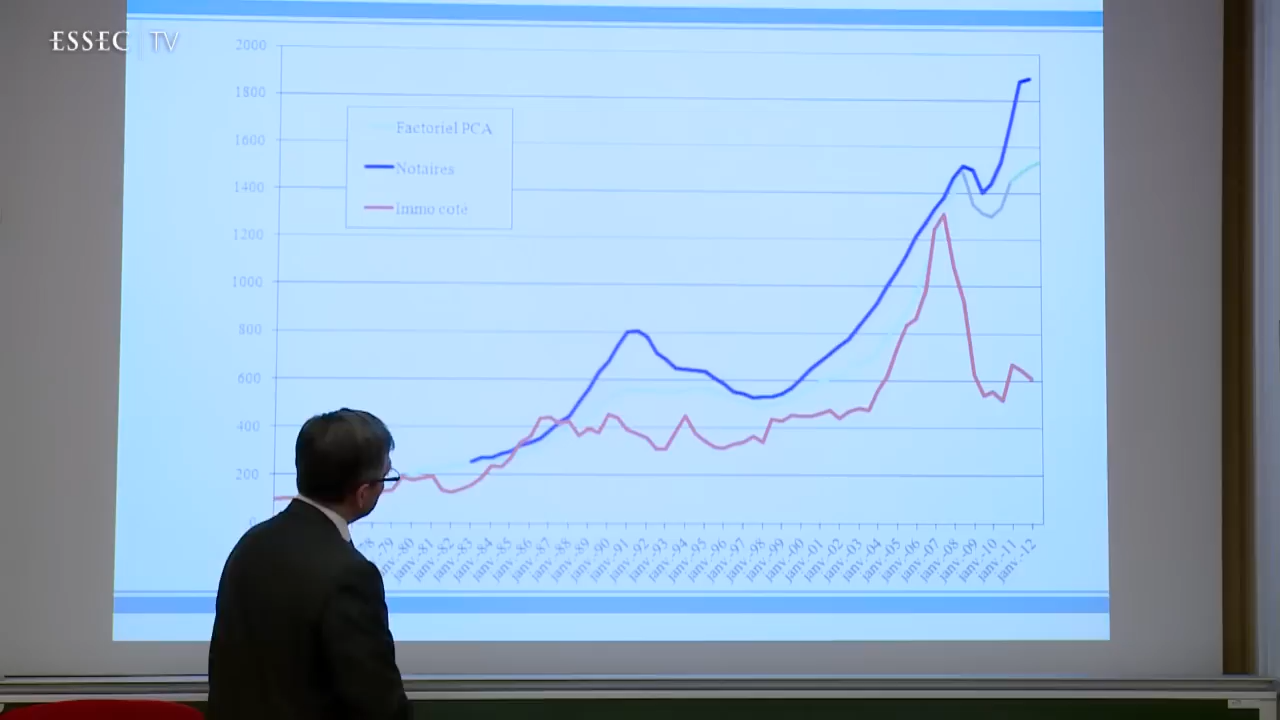 ESSEC TV
2000
1800
1600
1400
1200
1000
800
600
400
200
Factoriel PCA
Notaires
Immo coté
78
janv.-79
janv.-80
janv.-81
janv.-82
janv.-83
janv.-84
janv.-85
janv.-86
janv.-87
janv.-88
janv.-89
janv.-90
janv.-91
janv.-92
janv.-93
janv.-94
janv.-95
janv.-96
janv.-97
janv.-98
janv.-99
janv.-00
janv.-01
janv.-02
janv.-03
janv.-04
janv.-05
janv.-06
janv.-07
janv.-08
janv.-09
janv.-10
janv.-11
janv.-12